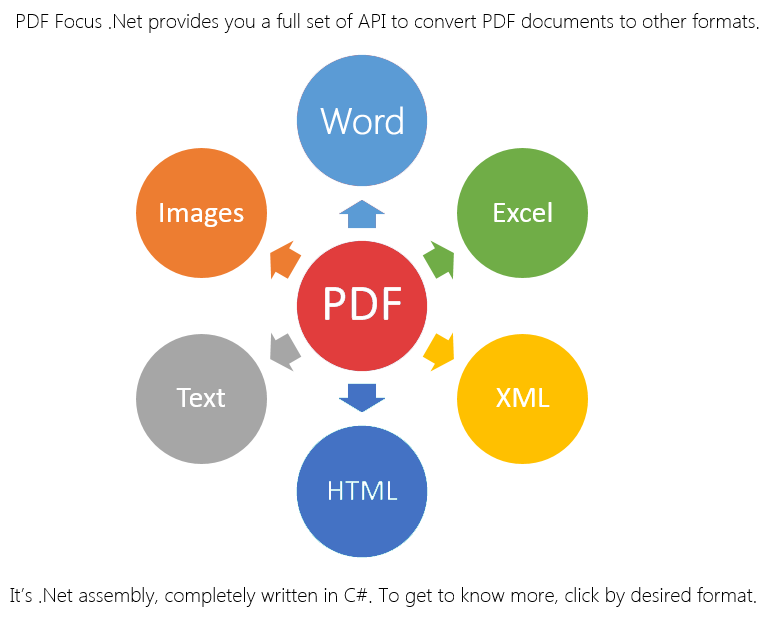 PDF Focus .Net provides you a full set of API to convert PDF documents to other formats.
Word
Images
Excel
PDF
Text
XML
HTML
It's .Net assembly, completely written in C#. To get to know more, click by desired format.